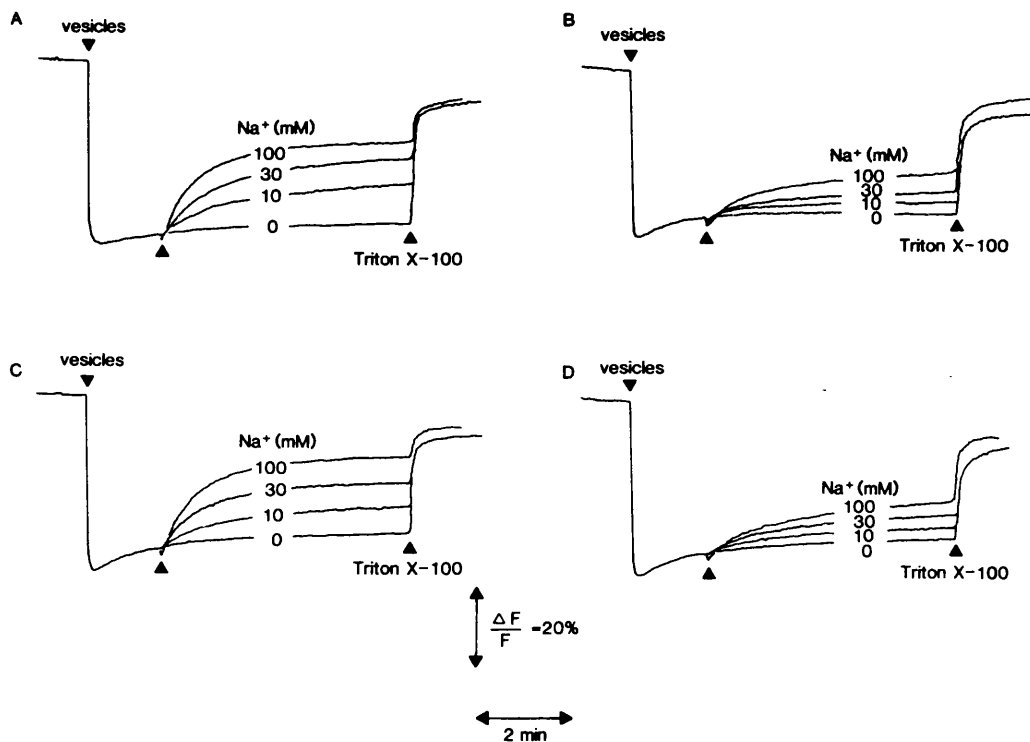 A
vesicles
Na⁺ (mM)
100
30
10
0
Triton X-100
B
vesicles
Na⁺ (mM)
100
30
10
0
Triton X-100
C
vesicles
Na⁺ (mM)
100
30
10
0
Triton X-100
D
vesicles
Na⁺ (mM)
100
30
10
0
Triton X-100
ΔF
F
=20%
2 min